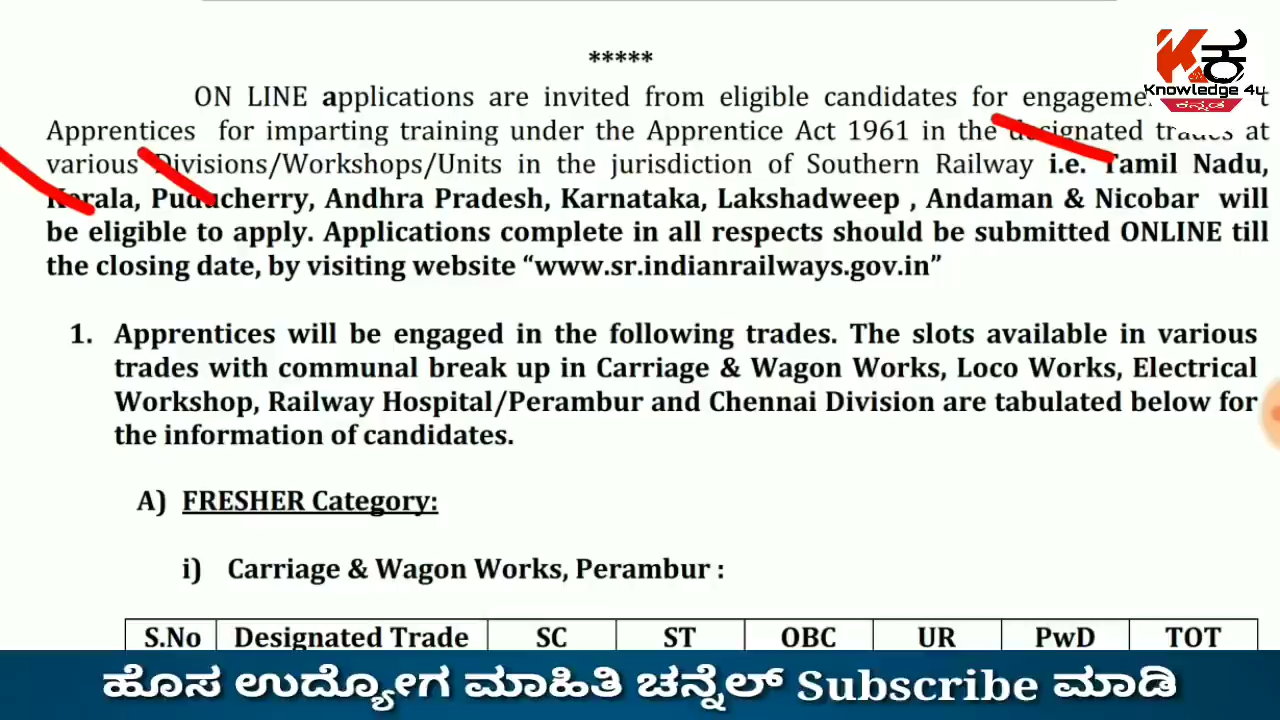 *****
ON LINE applications are invited from eligible candidates for
Apprentices for imparting training under the Apprentice Act 1961 in the designated trades at
various Divisions/Workshops/Units in the jurisdiction of Southern Railway i.e. Tamil Nadu,
Kerala, Puducherry, Andhra Pradesh, Karnataka, Lakshadweep , Andaman & Nicobar will
be eligible to apply. Applications complete in all respects should be submitted ONLINE till
the closing date, by visiting website “www.sr.indianrailways.gov.in”
1. Apprentices will be engaged in the following trades. The slots available in various
trades with communal break up in Carriage & Wagon Works, Loco Works, Electrical
Workshop, Railway Hospital/Perambur and Chennai Division are tabulated below for
the information of candidates.
A) FRESHER Category:
i) Carriage & Wagon Works, Perambur :
S.No Designated Trade SC ST OBC UR PwD TOT
Knowledge 4u
ಕನ್ನಡ
ಹೊಸ ಉದ್ಯೋಗ ಮಾಹಿತಿ ಚನ್ನೆಲ್ Subscribe ಮಾಡಿ